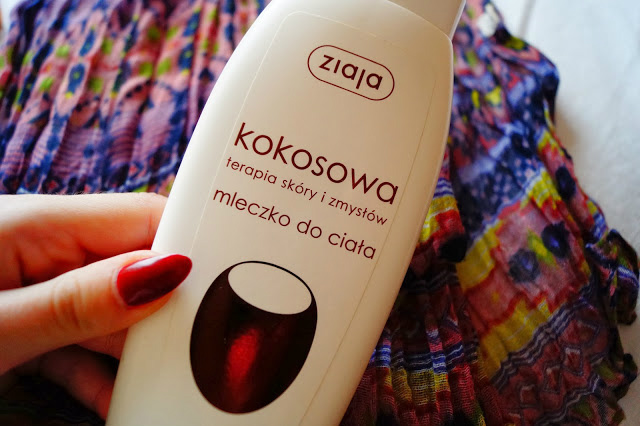 ziaja
kokosowa
terapia skóry i zmysłów
mleczko do ciała